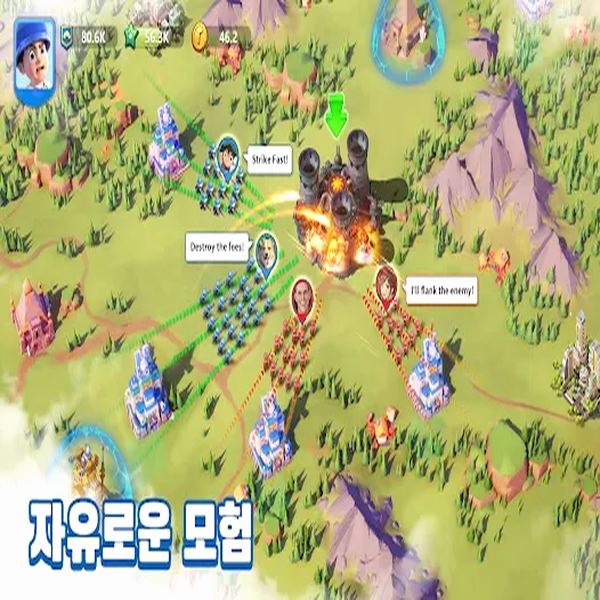 80.6K 56.3K 46.2
Strike Fast!
Destroy the foes!
I'll flank the enemy!
자유로운 모험